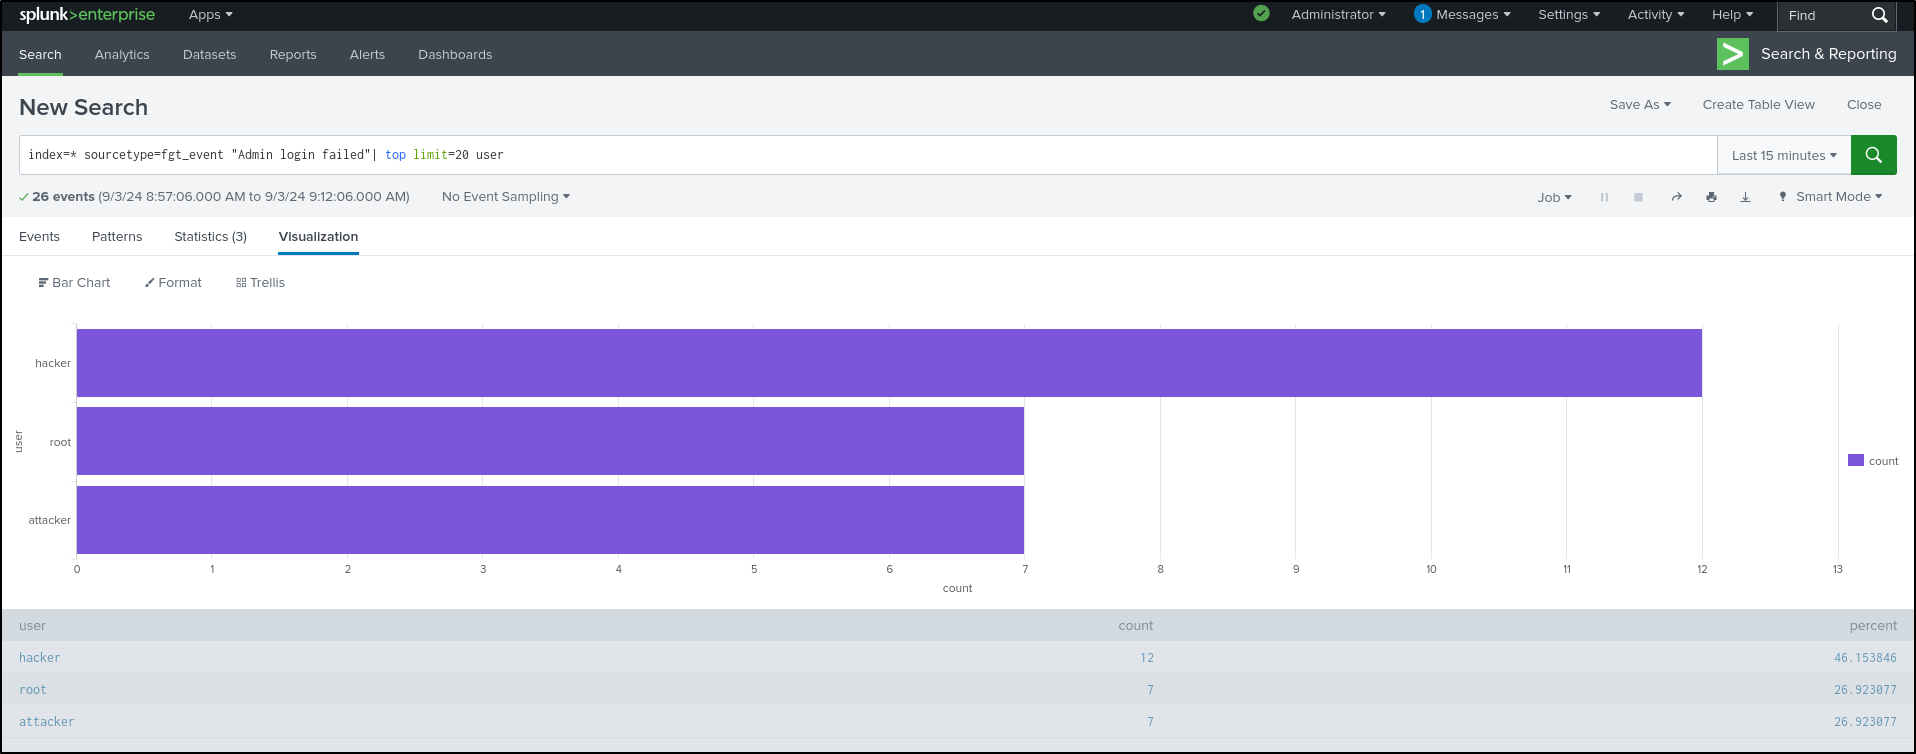 splunk>enterprise Apps Administrator 1 Messages Settings Activity Help Find
Search Analytics Datasets Reports Alerts Dashboards Search & Reporting
New Search Save As Create Table View Close
index=* sourcetype=fgt_event "Admin login failed"| top limit=20 user Last 15 minutes
26 events (9/3/24 8:57:06.000 AM to 9/3/24 9:12:06.000 AM) No Event Sampling Job Smart Mode
Events Patterns Statistics (3) Visualization
Bar Chart Format Trellis
hacker
root
attacker
user
count
0 1 2 3 4 5 6 7 8 9 10 11 12 13
count
user count percent
hacker 12 46.153846
root 7 26.923077
attacker 7 26.923077